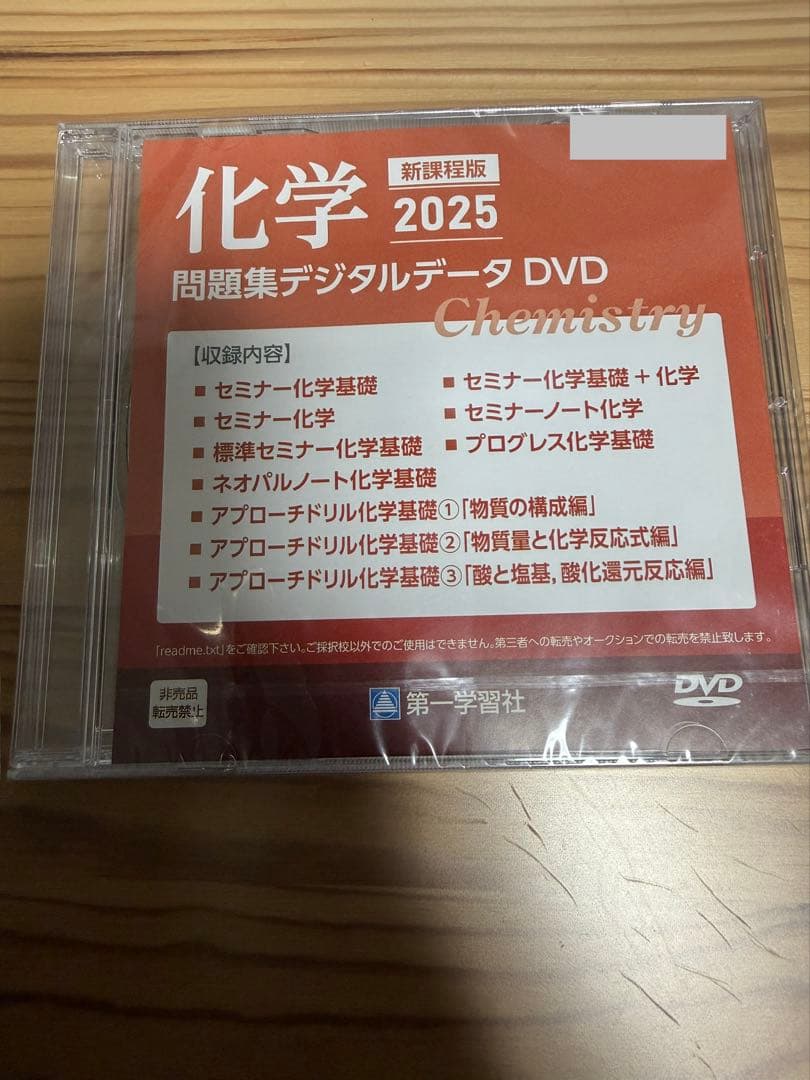 化学
新課程版
2025
問題集デジタルデータ DVD
Chemistry
【収録内容】
■ セミナー化学基礎
■ セミナー化学基礎 + 化学
■ セミナー化学
■ セミナーノート化学
■ 標準セミナー化学基礎
■ プログレス化学基礎
■ ネオパルノート化学基礎
■ アプローチドリル化学基礎①「物質の構成編」
■ アプローチドリル化学基礎②「物質量と化学反応式編」
■ アプローチドリル化学基礎③「酸と塩基，酸化還元反応編」
「readme.txt」をご確認下さい。ご採択校以外でのご使用はできません。第三者への転売やオークションでの転売を禁止致します。
非売品
転売禁止
第一学習社
DVD